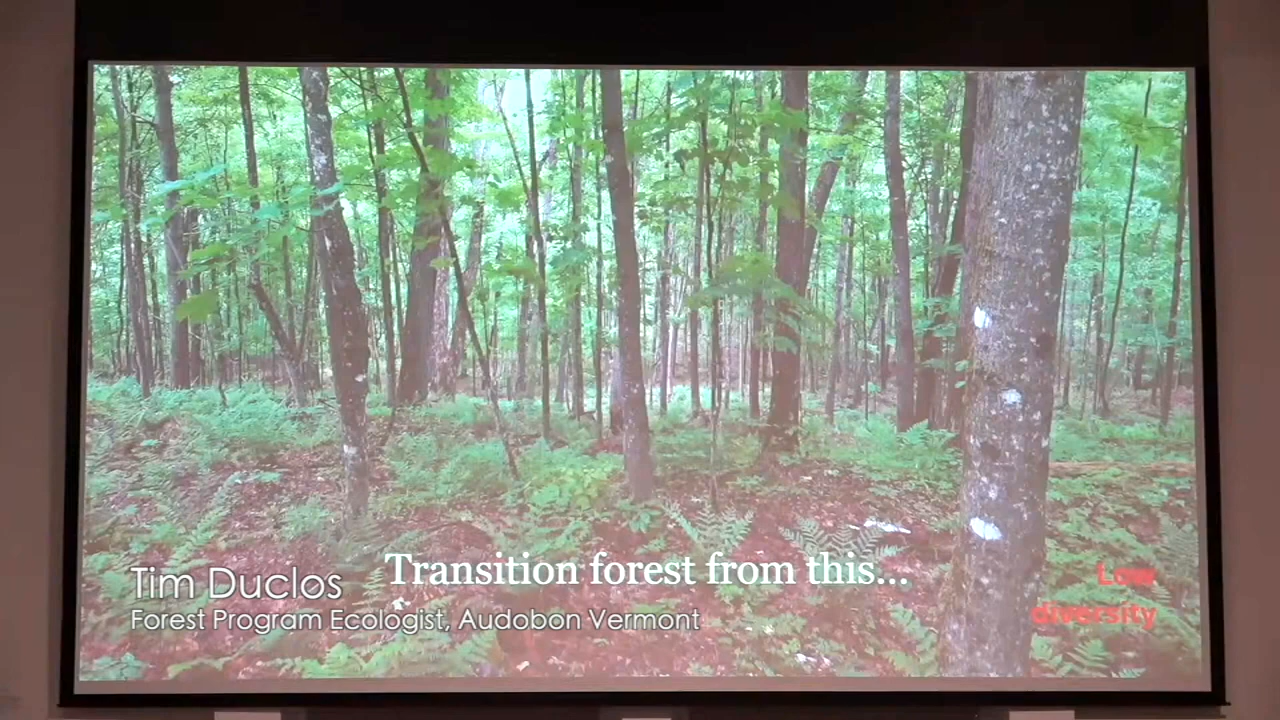 Transition forest from this...
Tim Duclos
Forest Program Ecologist, Audobon Vermont
Low
diversity